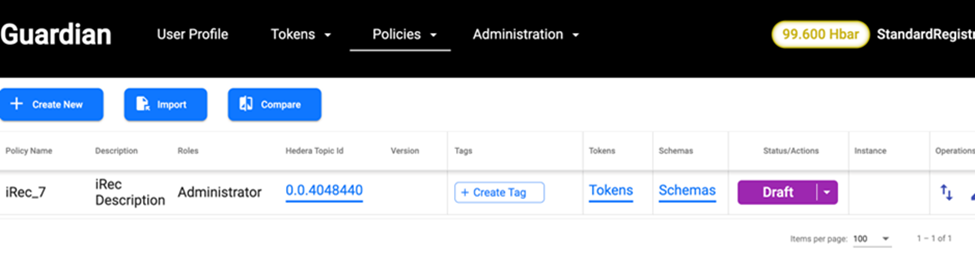 Guardian User Profile Tokens Policies Administration 99.600 Hbar StandardRegistr
+ Create New Import Compare
Policy Name Description Roles Hedera Topic Id Version Tags Tokens Schemas Status/Actions Instance Operations
iRec_7 iRec Description Administrator 0.0.4048440 + Create Tag Tokens Schemas Draft
Items per page: 100 1 – 1 of 1